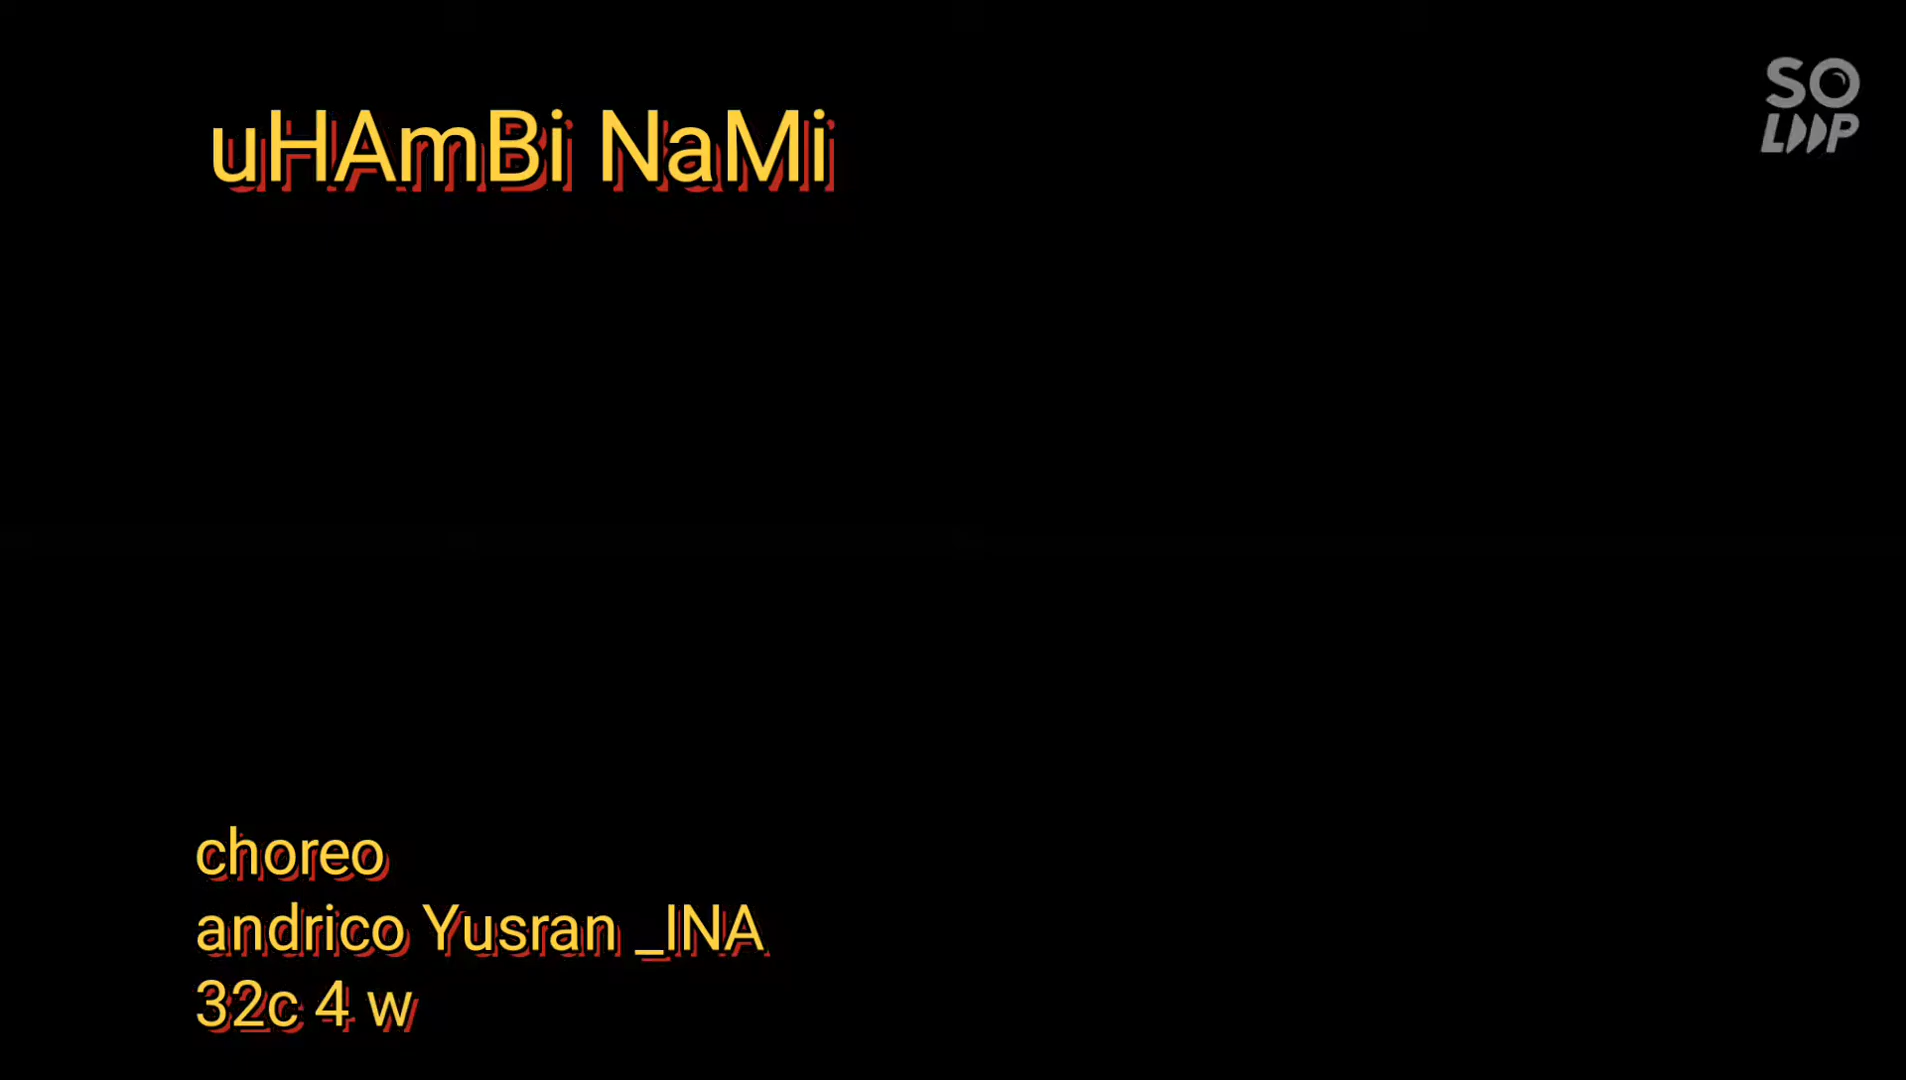 uHAmBi NaMi
SO
LOOP
choreo
andrico Yusran _INA
32c 4 w